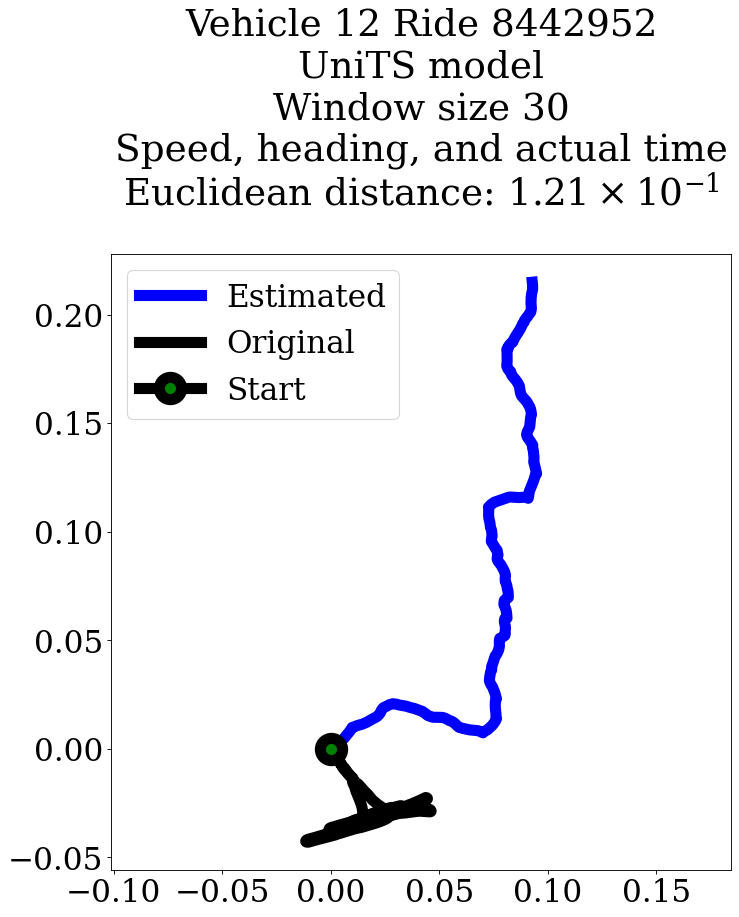 Vehicle 12 Ride 8442952
UniTS model
Window size 30
Speed, heading, and actual time
Euclidean distance: 1.21 × 10⁻¹
Estimated
Original
Start
0.20
0.15
0.10
0.05
0.00
−0.05
−0.10 −0.05 0.00 0.05 0.10 0.15